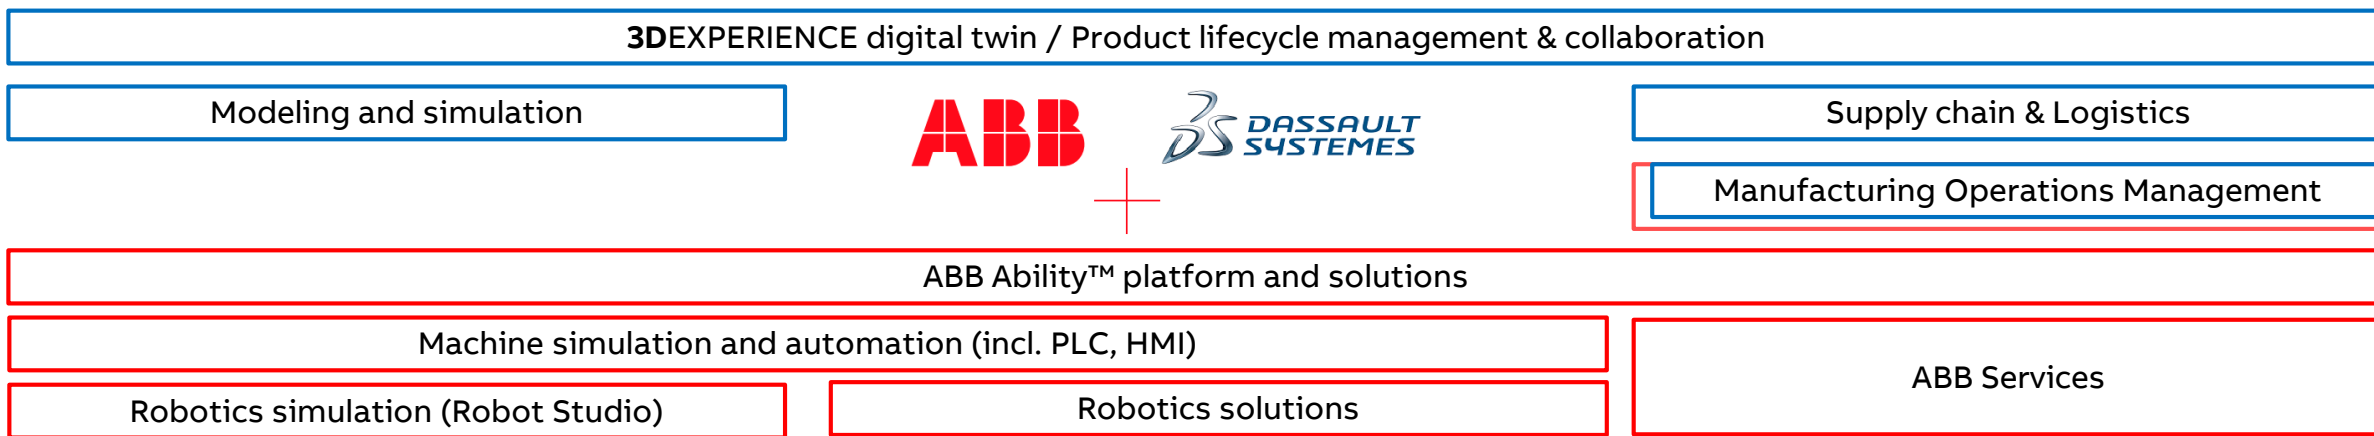 3DEXPERIENCE digital twin / Product lifecycle management & collaboration
Modeling and simulation
ABB
DASSAULT
SYSTEMES
Supply chain & Logistics
Manufacturing Operations Management
ABB Ability™ platform and solutions
Machine simulation and automation (incl. PLC, HMI)
ABB Services
Robotics simulation (Robot Studio)
Robotics solutions